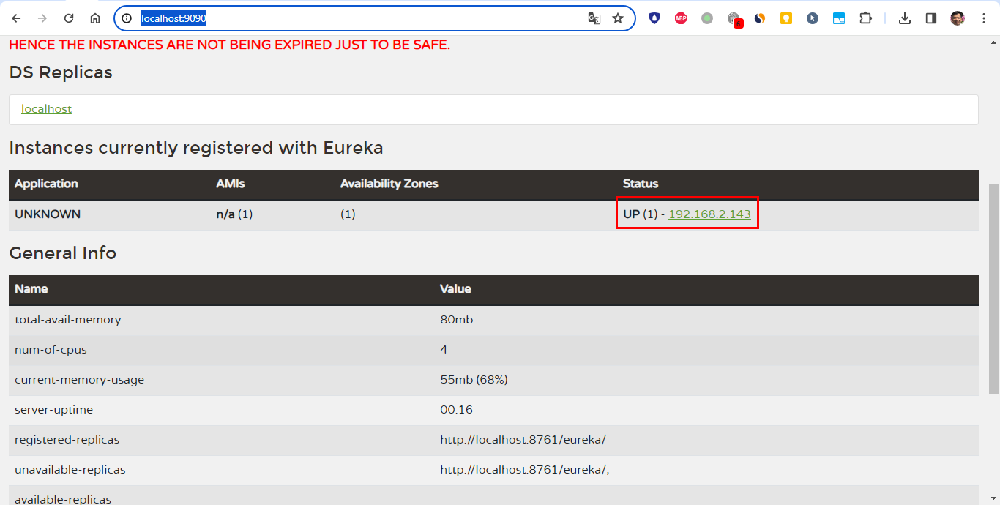 localhost:9090
ABP
HENCE THE INSTANCES ARE NOT BEING EXPIRED JUST TO BE SAFE.
DS Replicas
localhost
Instances currently registered with Eureka
Application AMIs Availability Zones Status
UNKNOWN n/a (1) (1) UP (1) - 192.168.2.143
General Info
Name Value
total-avail-memory 80mb
num-of-cpus 4
current-memory-usage 55mb (68%)
server-uptime 00:16
registered-replicas http://localhost:8761/eureka/
unavailable-replicas http://localhost:8761/eureka/,
available-replicas